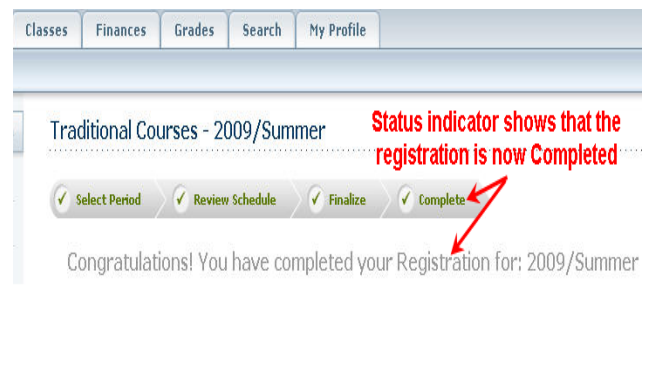 Classes Finances Grades Search My Profile
Traditional Courses - 2009/Summer
Status indicator shows that the
registration is now Completed
Select Period Review Schedule Finalize Complete
Congratulations! You have completed your Registration for: 2009/Summer